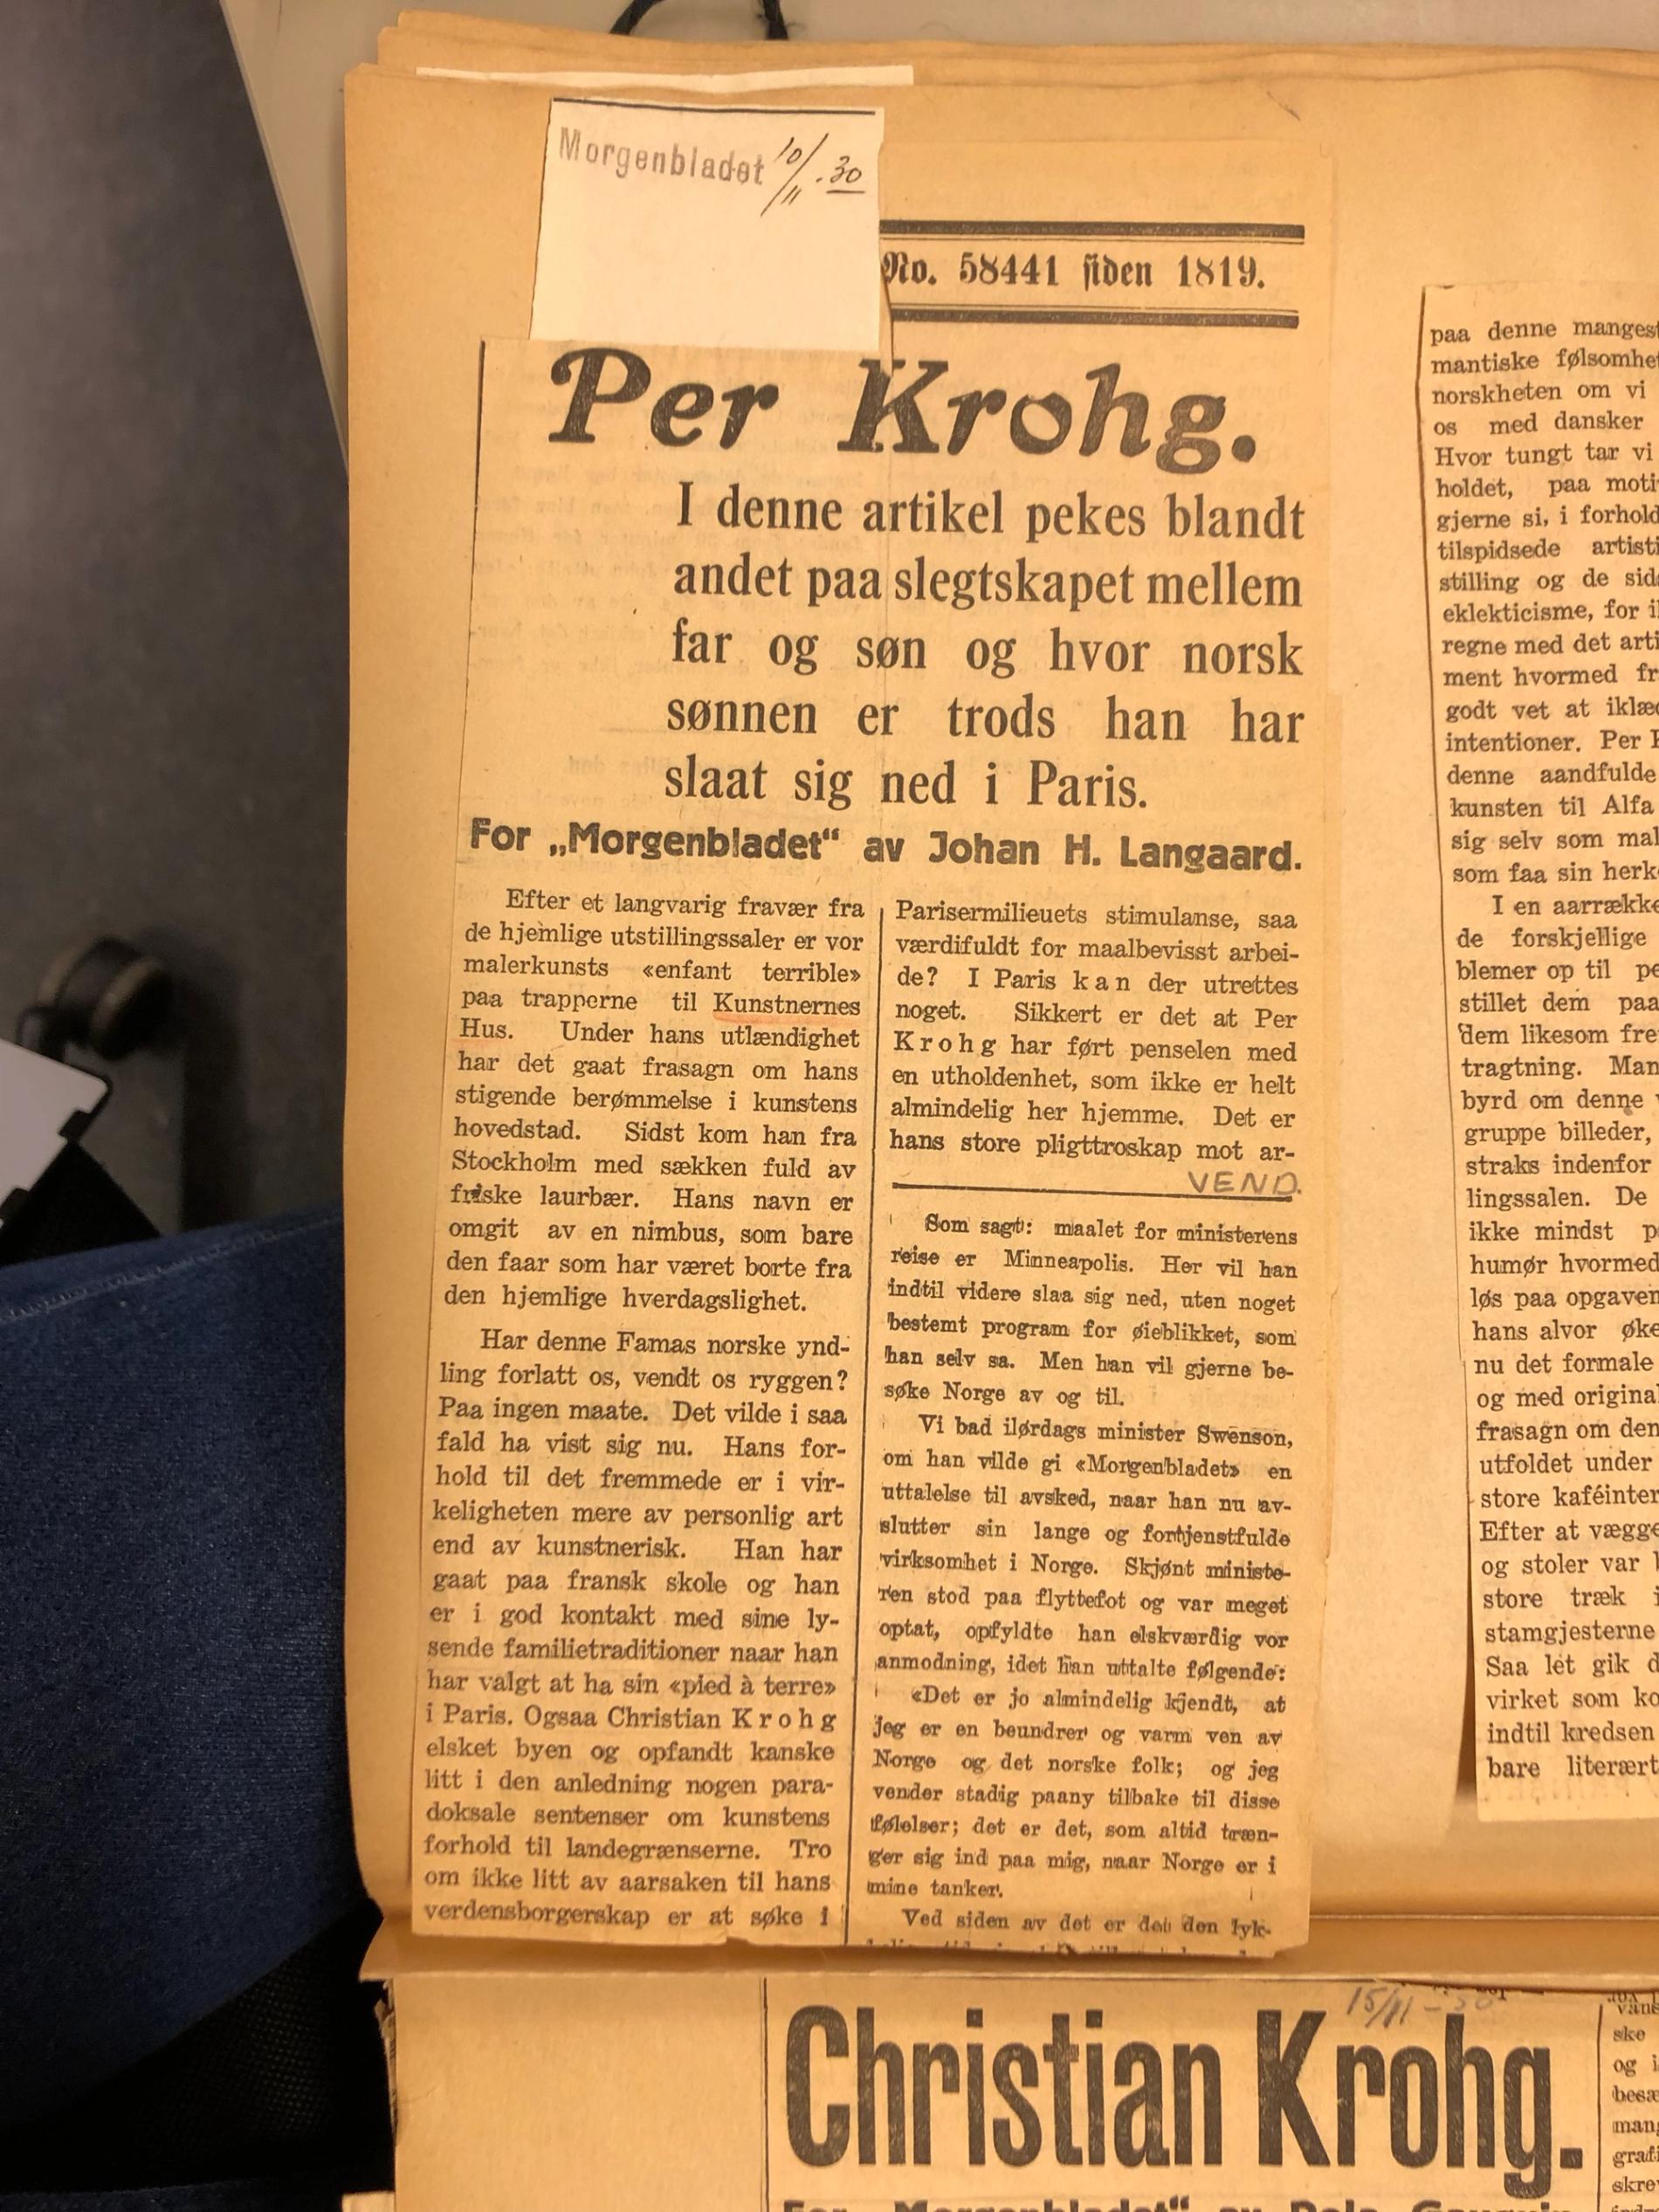 Morgenbladet 10/11.30
No. 58441 siden 1819.
Per Krohg.
I denne artikel pekes blandt
andet paa slegtskapet mellem
far og søn og hvor norsk
sønnen er trods han har
slaat sig ned i Paris.
For „Morgenbladet“ av Johan H. Langaard.
Efter et langvarig fravær fra
de hjemlige utstillingssaler er vor
malerkunsts «enfant terrible»
paa trapperne til Kunstnernes
Hus. Under hans utlændighet
har det gaat frasagn om hans
stigende berømmelse i kunstens
hovedstad. Sidst kom han fra
Stockholm med sækken fuld av
friske laurbær. Hans navn er
omgit av en nimbus, som bare
den faar som har været borte fra
den hjemlige hverdagslighet.
Har denne Famas norske ynd-
ling forlatt os, vendt os ryggen?
Paa ingen maate. Det vilde i saa
fald ha vist sig nu. Hans for-
hold til det fremmede er i vir-
keligheten mere av personlig art
end av kunstnerisk. Han har
gaat paa fransk skole og han
er i god kontakt med sine ly-
sende familietraditioner naar han
har valgt at ha sin «pied à terre»
i Paris. Ogsaa Christian Krohg
elsket byen og opfandt kanske
litt i den anledning nogen para-
doksale sentenser om kunstens
forhold til landegrænserne. Tro
om ikke litt av aarsaken til hans
verdensborgerskap er at søke i
Parisermilieuets stimulanse, saa
værdifuldt for maalbevisst arbei-
de? I Paris kan der utrettes
noget. Sikkert er det at Per
Krohg har ført penselen med
en utholdenhet, som ikke er helt
almindelig her hjemme. Det er
hans store pligttroskap mot ar-
VEND.
Som sagt: maalet for ministerens
reise er Minneapolis. Her vil han
indtil videre slaa sig ned, uten noget
bestemt program for øieblikket, som
han selv sa. Men han vil gjerne be-
søke Norge av og til.
Vi bad ilørdags minister Swenson,
om han vilde gi «Morgenbladet» en
uttalelse til avsked, naar han nu av-
slutter sin lange og fortjenstfulde
virksomhet i Norge. Skjønt ministe-
ren stod paa flyttefot og var meget
optat, opfyldte han elskværdig vor
anmodning, idet han uttalte følgende:
«Det er jo almindelig kjendt, at
jeg er en beundrer og varm ven av
Norge og det norske folk; og jeg
vender stadig paany tilbake til disse
følelser; det er det, som altid træn-
ger sig ind paa mig, naar Norge er i
mine tanker.
Ved siden av det er det den lyk-
paa denne manges
mantiske følsomhe
norskheten om vi
os med dansker
Hvor tungt tar vi
holdet, paa moti
gjerne si, i forhold
tilspidsede artisti
stilling og de sid
eklekticisme, for i
regne med det arti
ment hvormed fr
godt vet at iklæ
intentioner. Per
denne aandfulde
kunsten til Alfa
sig selv som mal
som faa sin herk
I en aarrække
de forskjellige
blemer op til pe
stillet dem paa
dem likesom fre
tragtning. Man
byrd om denne
gruppe billeder,
straks indenfor
lingssalen. De
ikke mindst p
humør hvormed
løs paa opgaven
hans alvor øke
nu det formale
og med original
frasagn om den
utfoldet under
store kaféinter
Efter at vægge
og stoler var
store træk i
stamgjesterne
Saa let gik d
virket som ko
indtil kredsen
bare literært
15/11-30
Christian Krohg.
ske
og i
besæ
man
grafi
skre